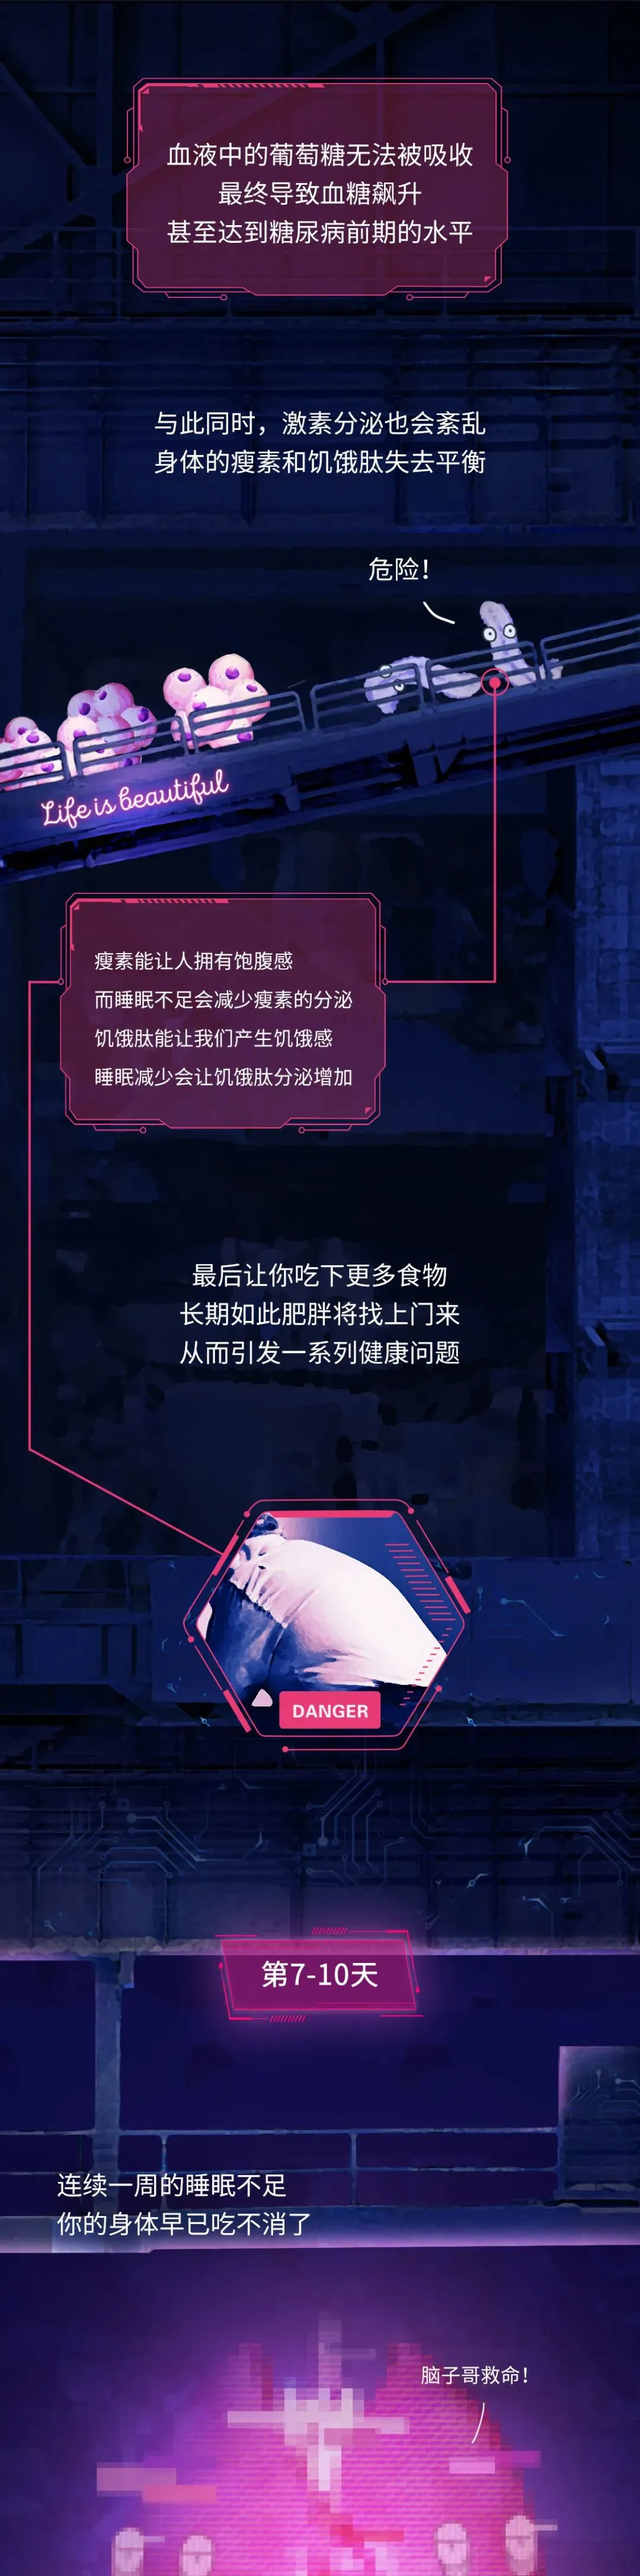 血液中的葡萄糖无法被吸收
最终导致血糖飙升
甚至达到糖尿病前期的水平
与此同时，激素分泌也会紊乱
身体的瘦素和饥饿肽失去平衡
危险！
Life is beautiful
瘦素能让人拥有饱腹感
而睡眠不足会减少瘦素的分泌
饥饿肽能让我们产生饥饿感
睡眠减少会让饥饿肽分泌增加
最后让你吃下更多食物
长期如此肥胖将找上门来
从而引发一系列健康问题
DANGER
第7-10天
连续一周的睡眠不足
你的身体早已吃不消了
脑子哥救命！